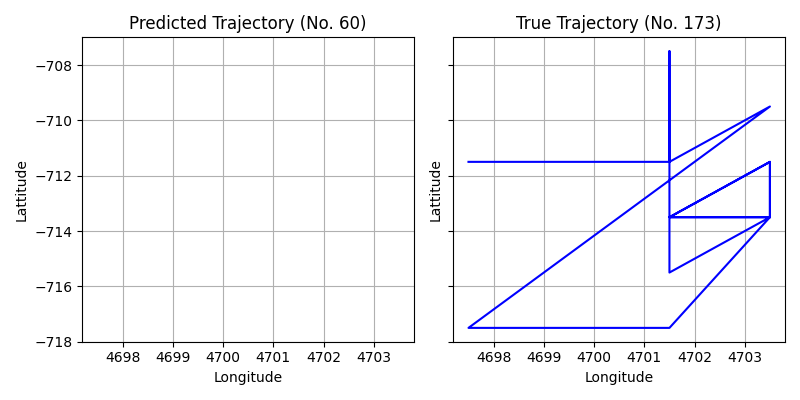 Predicted Trajectory (No. 60)
−708
−710
−712
−714
−716
−718
Lattitude
4698 4699 4700 4701 4702 4703
Longitude
True Trajectory (No. 173)
Lattitude
4698 4699 4700 4701 4702 4703
Longitude